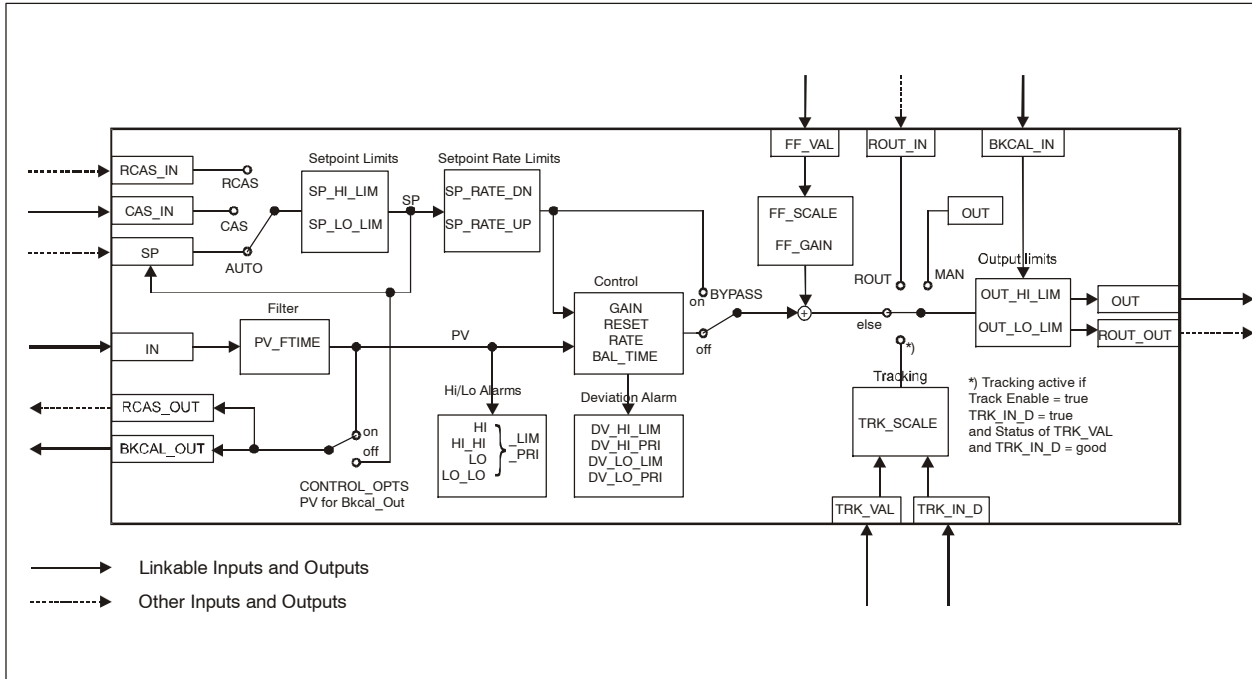 FF_VAL
ROUT_IN
BKCAL_IN
RCAS_IN
RCAS
CAS_IN
CAS
SP
AUTO
Setpoint Limits
SP_HI_LIM
SP_LO_LIM
SP
Setpoint Rate Limits
SP_RATE_DN
SP_RATE_UP
FF_SCALE
FF_GAIN
OUT
ROUT
MAN
Output limits
OUT_HI_LIM
OUT_LO_LIM
OUT
ROUT_OUT
Filter
IN
PV_FTIME
PV
Control
GAIN
RESET
RATE
BAL_TIME
on
BYPASS
off
+
else
*)
Tracking
TRK_SCALE
*) Tracking active if
Track Enable = true
TRK_IN_D = true
and Status of TRK_VAL
and TRK_IN_D = good
RCAS_OUT
BKCAL_OUT
on
off
CONTROL_OPTS
PV for Bkcal_Out
Hi/Lo Alarms
HI
HI_HI
LO
LO_LO
}
_LIM
_PRI
Deviation Alarm
DV_HI_LIM
DV_HI_PRI
DV_LO_LIM
DV_LO_PRI
TRK_VAL
TRK_IN_D
Linkable Inputs and Outputs
Other Inputs and Outputs